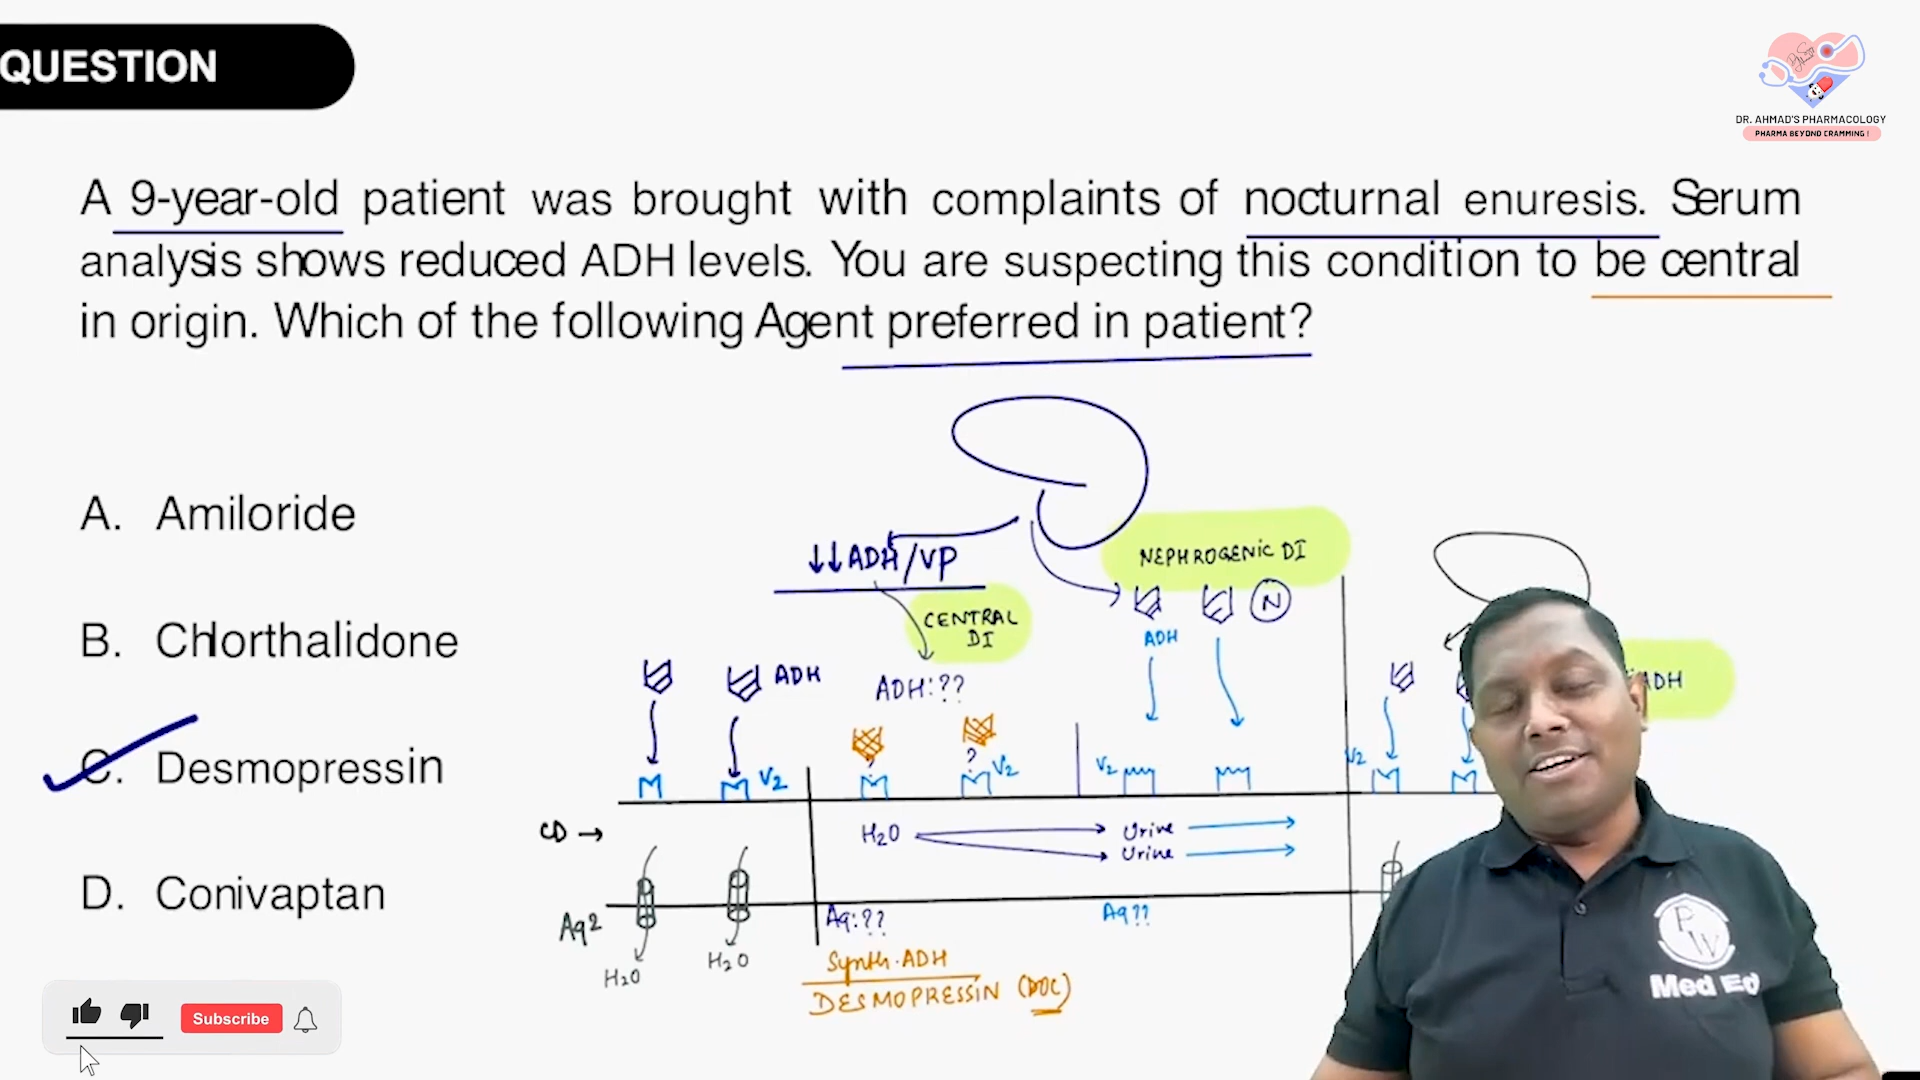 QUESTION
DR. AHMAD'S PHARMACOLOGY
PHARMA BEYOND CRAMMING !
A 9-year-old patient was brought with complaints of nocturnal enuresis. Serum
analysis shows reduced ADH levels. You are suspecting this condition to be central
in origin. Which of the following Agent preferred in patient?
A. Amiloride
B. Chlorthalidone
C. Desmopressin
D. Conivaptan
↓↓ADH/VP
NEPHROGENIC DI
N
CENTRAL
DI
ADH
ADH
ADH:??
ADH
? ?
V2
V2
V2
V2
CD →
H2O
Urine
Urine
Aq2
Aq:??
Aq??
H2O
H2O
Synth. ADH
DESMOPRESSIN (DOC)
PW
Med Ed
Subscribe